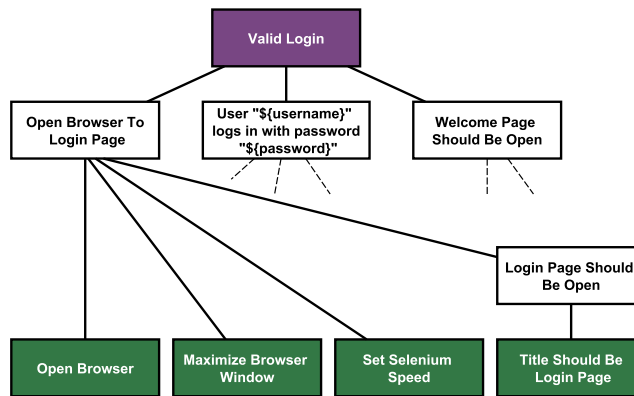 Valid Login
Open Browser To
Login Page
User "${username}"
logs in with password
"${password}"
Welcome Page
Should Be Open
Login Page Should
Be Open
Open Browser
Maximize Browser
Window
Set Selenium
Speed
Title Should Be
Login Page